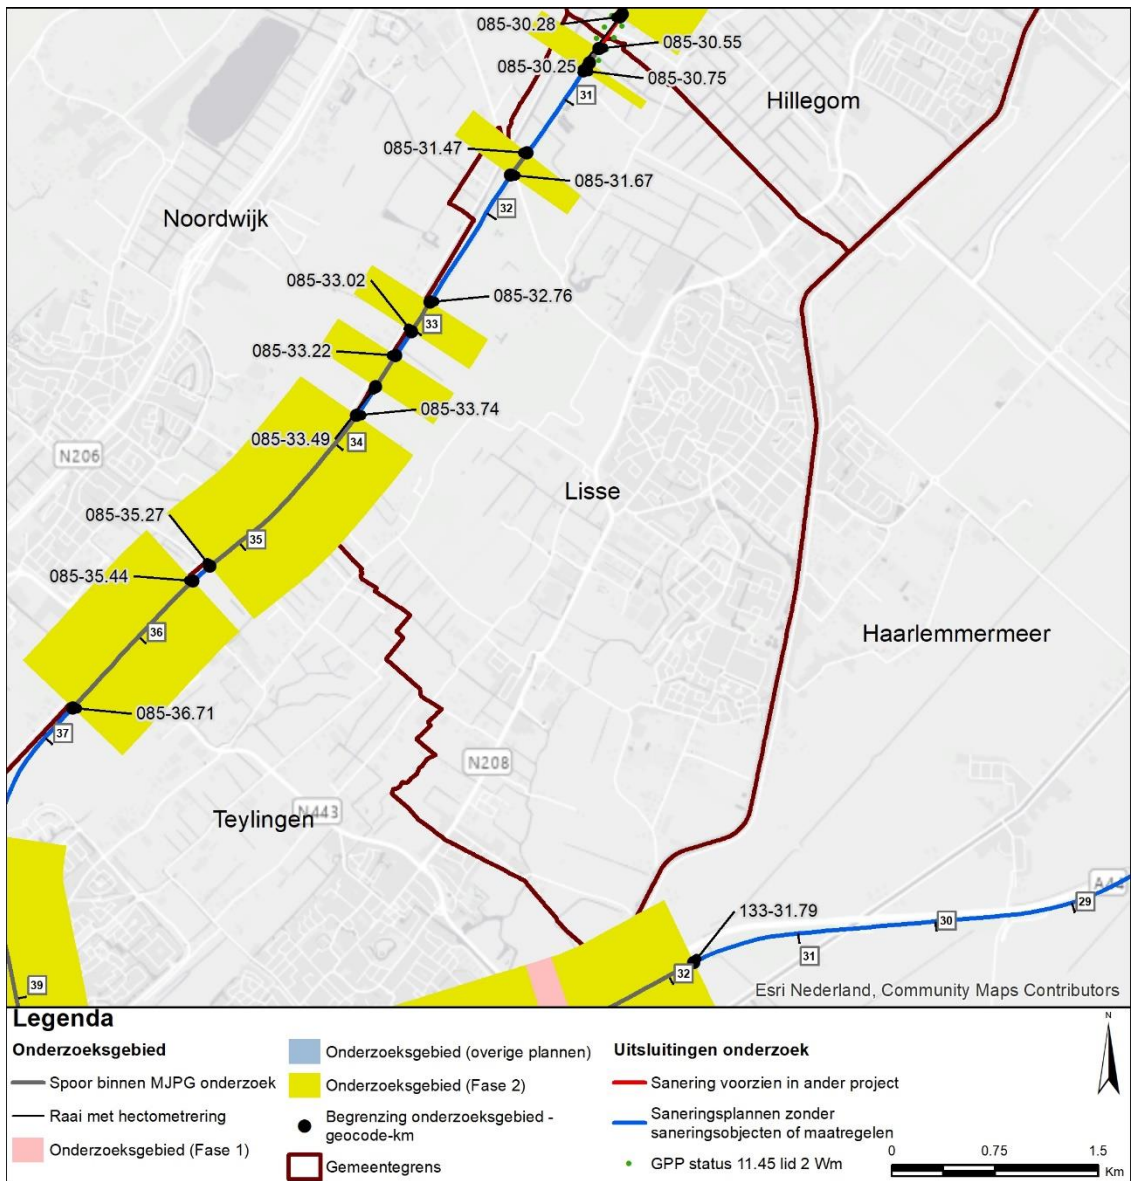 085-30.28
085-30.55
085-30.25
085-30.75
Hillegom
31
085-31.47
085-31.67
Noordwijk
32
085-33.02
085-32.76
33
085-33.22
085-33.74
085-33.49
34
N206
Lisse
085-35.27
35
085-35.44
36
Haarlemmermeer
085-36.71
37
N208
N443
Teylingen
A44
29
133-31.79
30
31
32
39
Esri Nederland, Community Maps Contributors
Legenda
Onderzoeksgebied
Spoor binnen MJPG onderzoek
Raai met hectometrering
Onderzoeksgebied (Fase 1)
Onderzoeksgebied (overige plannen)
Onderzoeksgebied (Fase 2)
Begrenzing onderzoeksgebied -
geocode-km
Gemeentegrens
Uitsluitingen onderzoek
Sanering voorzien in ander project
Saneringsplannen zonder
saneringsobjecten of maatregelen
GPP status 11.45 lid 2 Wm
N
0 0.75 1.5
Km